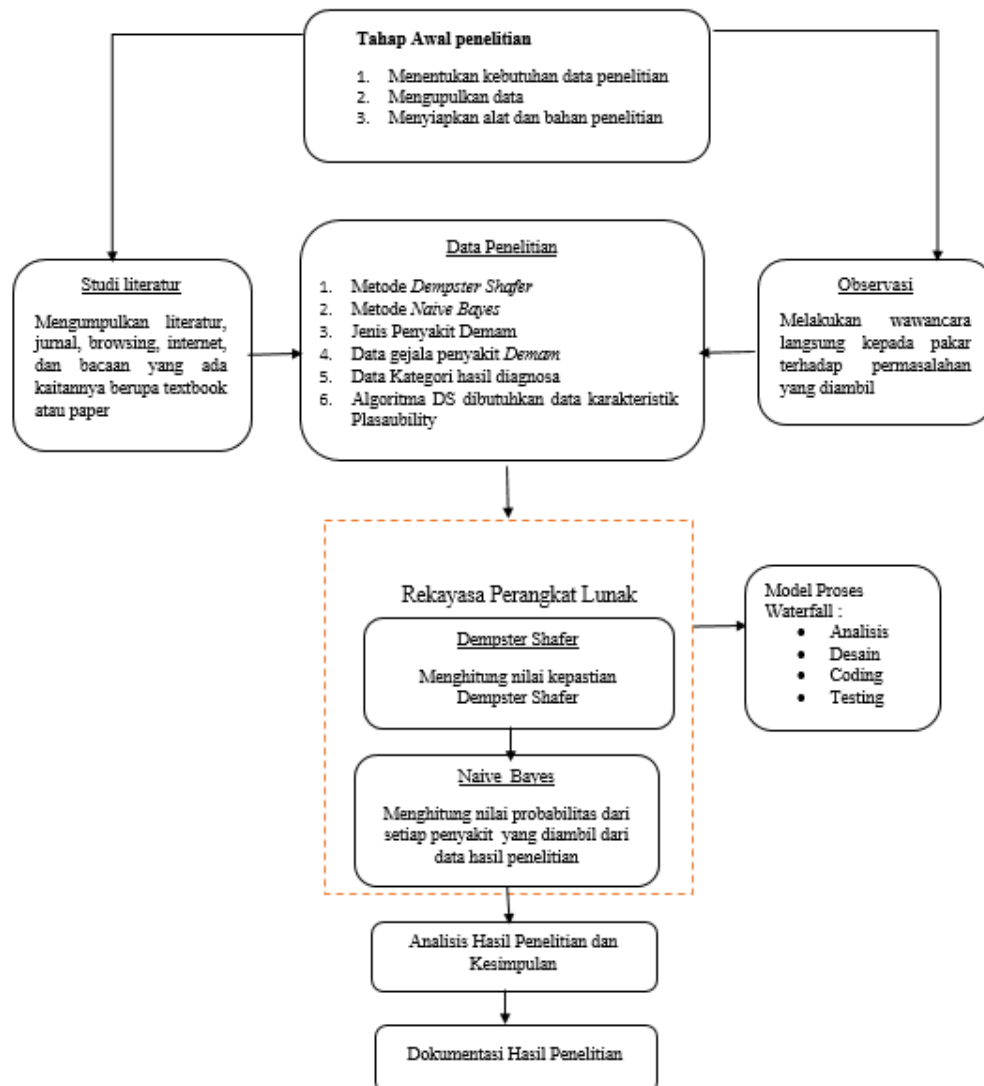 Tahap Awal penelitian
1. Menentukan kebutuhan data penelitian
2. Mengupulkan data
3. Menyiapkan alat dan bahan penelitian
Studi literatur
Mengumpulkan literatur,
jurnal, browsing, internet,
dan bacaan yang ada
kaitannya berupa textbook
atau paper
Data Penelitian
1. Metode Dempster Shafer
2. Metode Naive Bayes
3. Jenis Penyakit Demam
4. Data gejala penyakit Demam
5. Data Kategori hasil diagnosa
6. Algoritma DS dibutuhkan data karakteristik
Plasaubility
Observasi
Melakukan wawancara
langsung kepada pakar
terhadap permasalahan
yang diambil
Rekayasa Perangkat Lunak
Dempster Shafer
Menghitung nilai kepastian
Dempster Shafer
Naive Bayes
Menghitung nilai probabilitas dari
setiap penyakit yang diambil dari
data hasil penelitian
Model Proses
Waterfall :
• Analisis
• Desain
• Coding
• Testing
Analisis Hasil Penelitian dan
Kesimpulan
Dokumentasi Hasil Penelitian